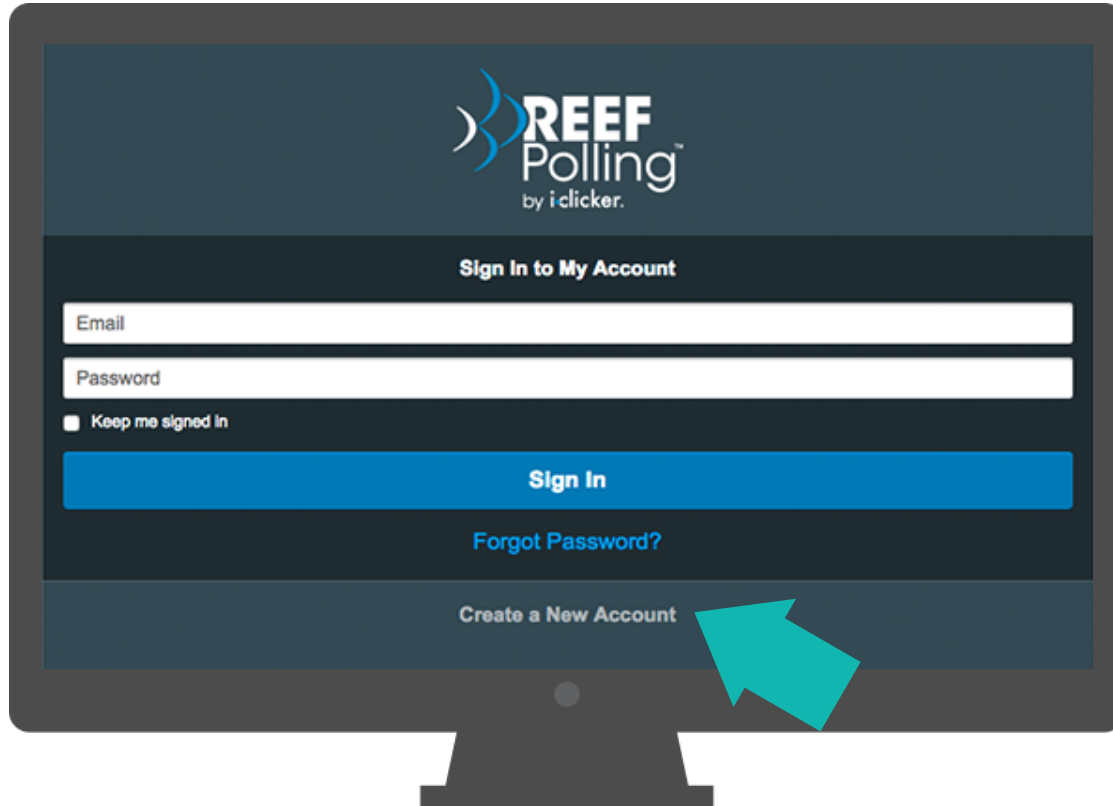 REEF
Polling™
by i·clicker.
Sign In to My Account
Email
Password
Keep me signed in
Sign In
Forgot Password?
Create a New Account